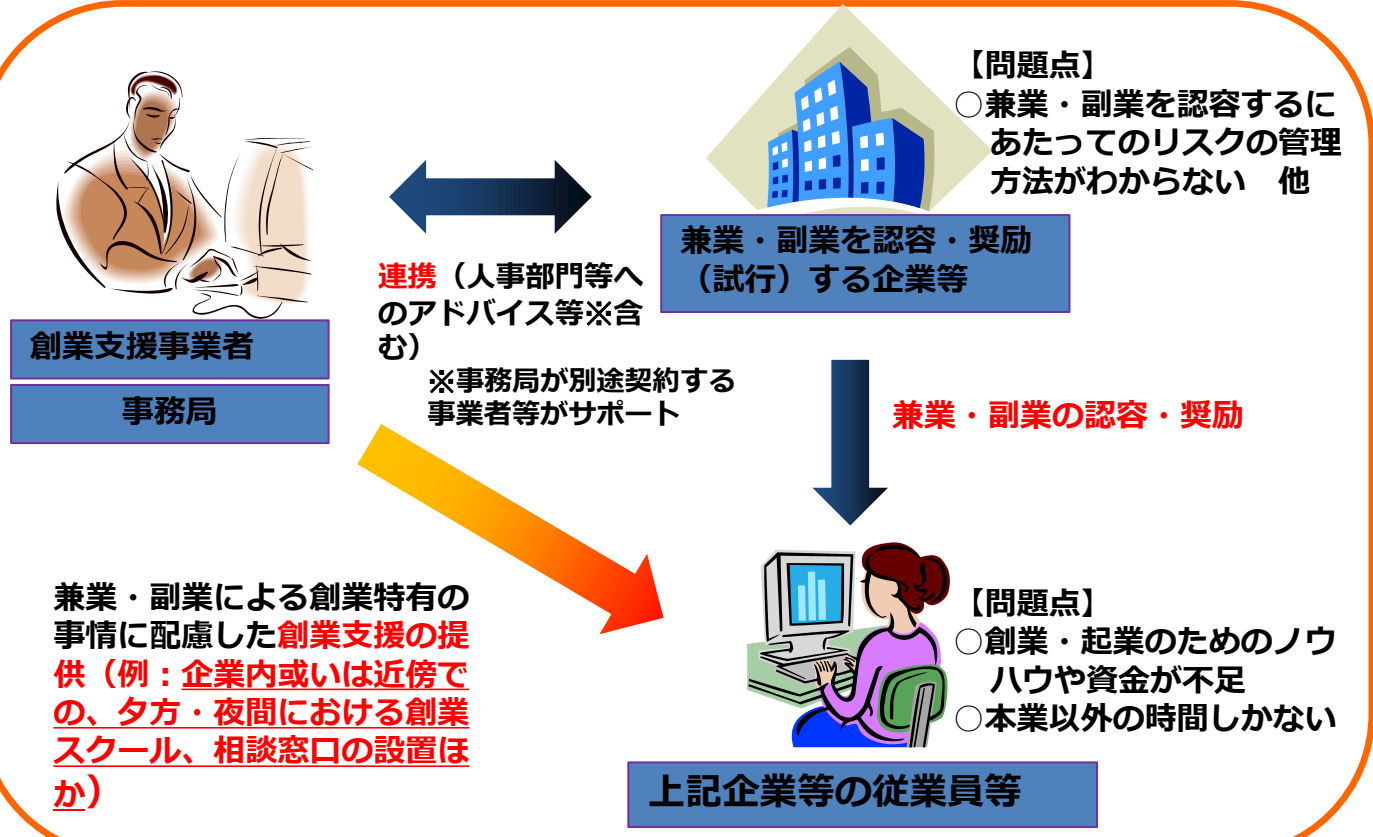 創業支援事業者
事務局
連携（人事部門等へ
のアドバイス等※含
む）
※事務局が別途契約する
事業者等がサポート
【問題点】
○兼業・副業を認容するに
あたってのリスクの管理
方法がわからない　他
兼業・副業を認容・奨励
（試行）する企業等
兼業・副業の認容・奨励
兼業・副業による創業特有の
事情に配慮した創業支援の提
供（例：企業内或いは近傍で
の、夕方・夜間における創業
スクール、相談窓口の設置ほ
か）
【問題点】
○創業・起業のためのノウ
ハウや資金が不足
○本業以外の時間しかない
上記企業等の従業員等